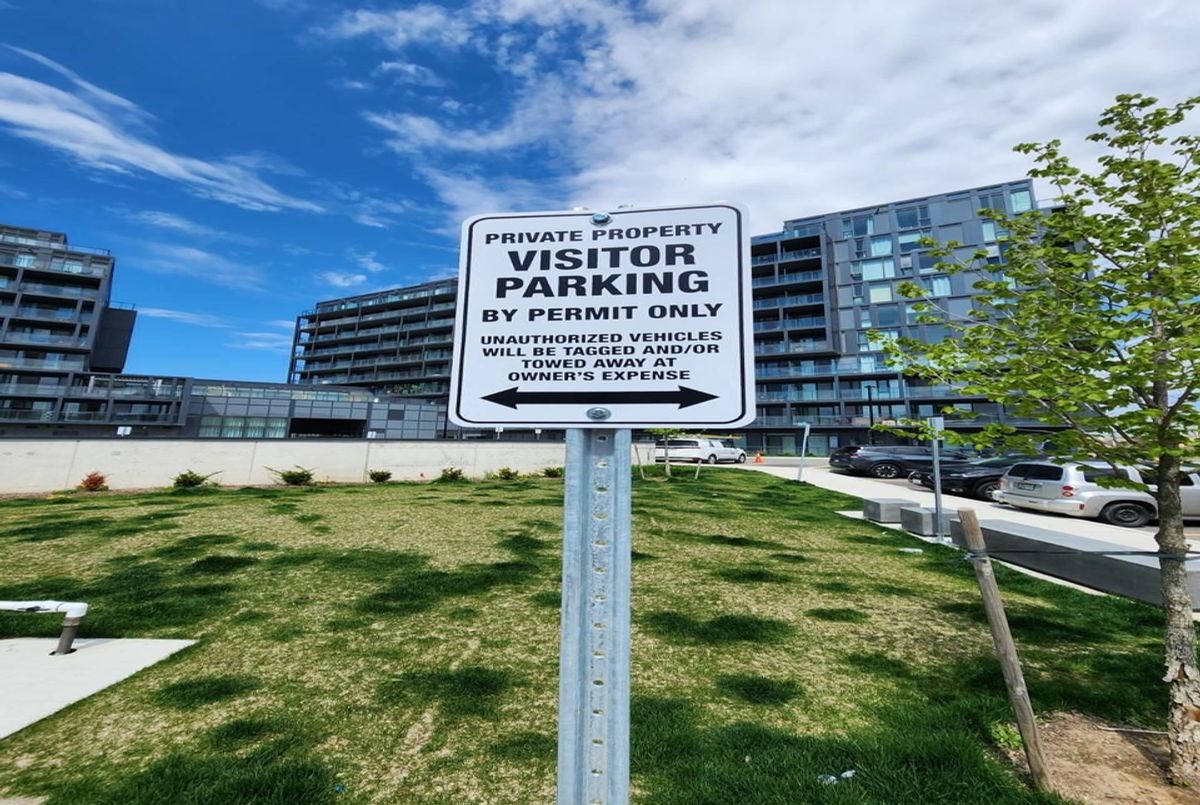 PRIVATE PROPERTY
VISITOR
PARKING
BY PERMIT ONLY
UNAUTHORIZED VEHICLES
WILL BE TAGGED AND/OR
TOWED AWAY AT
OWNER'S EXPENSE